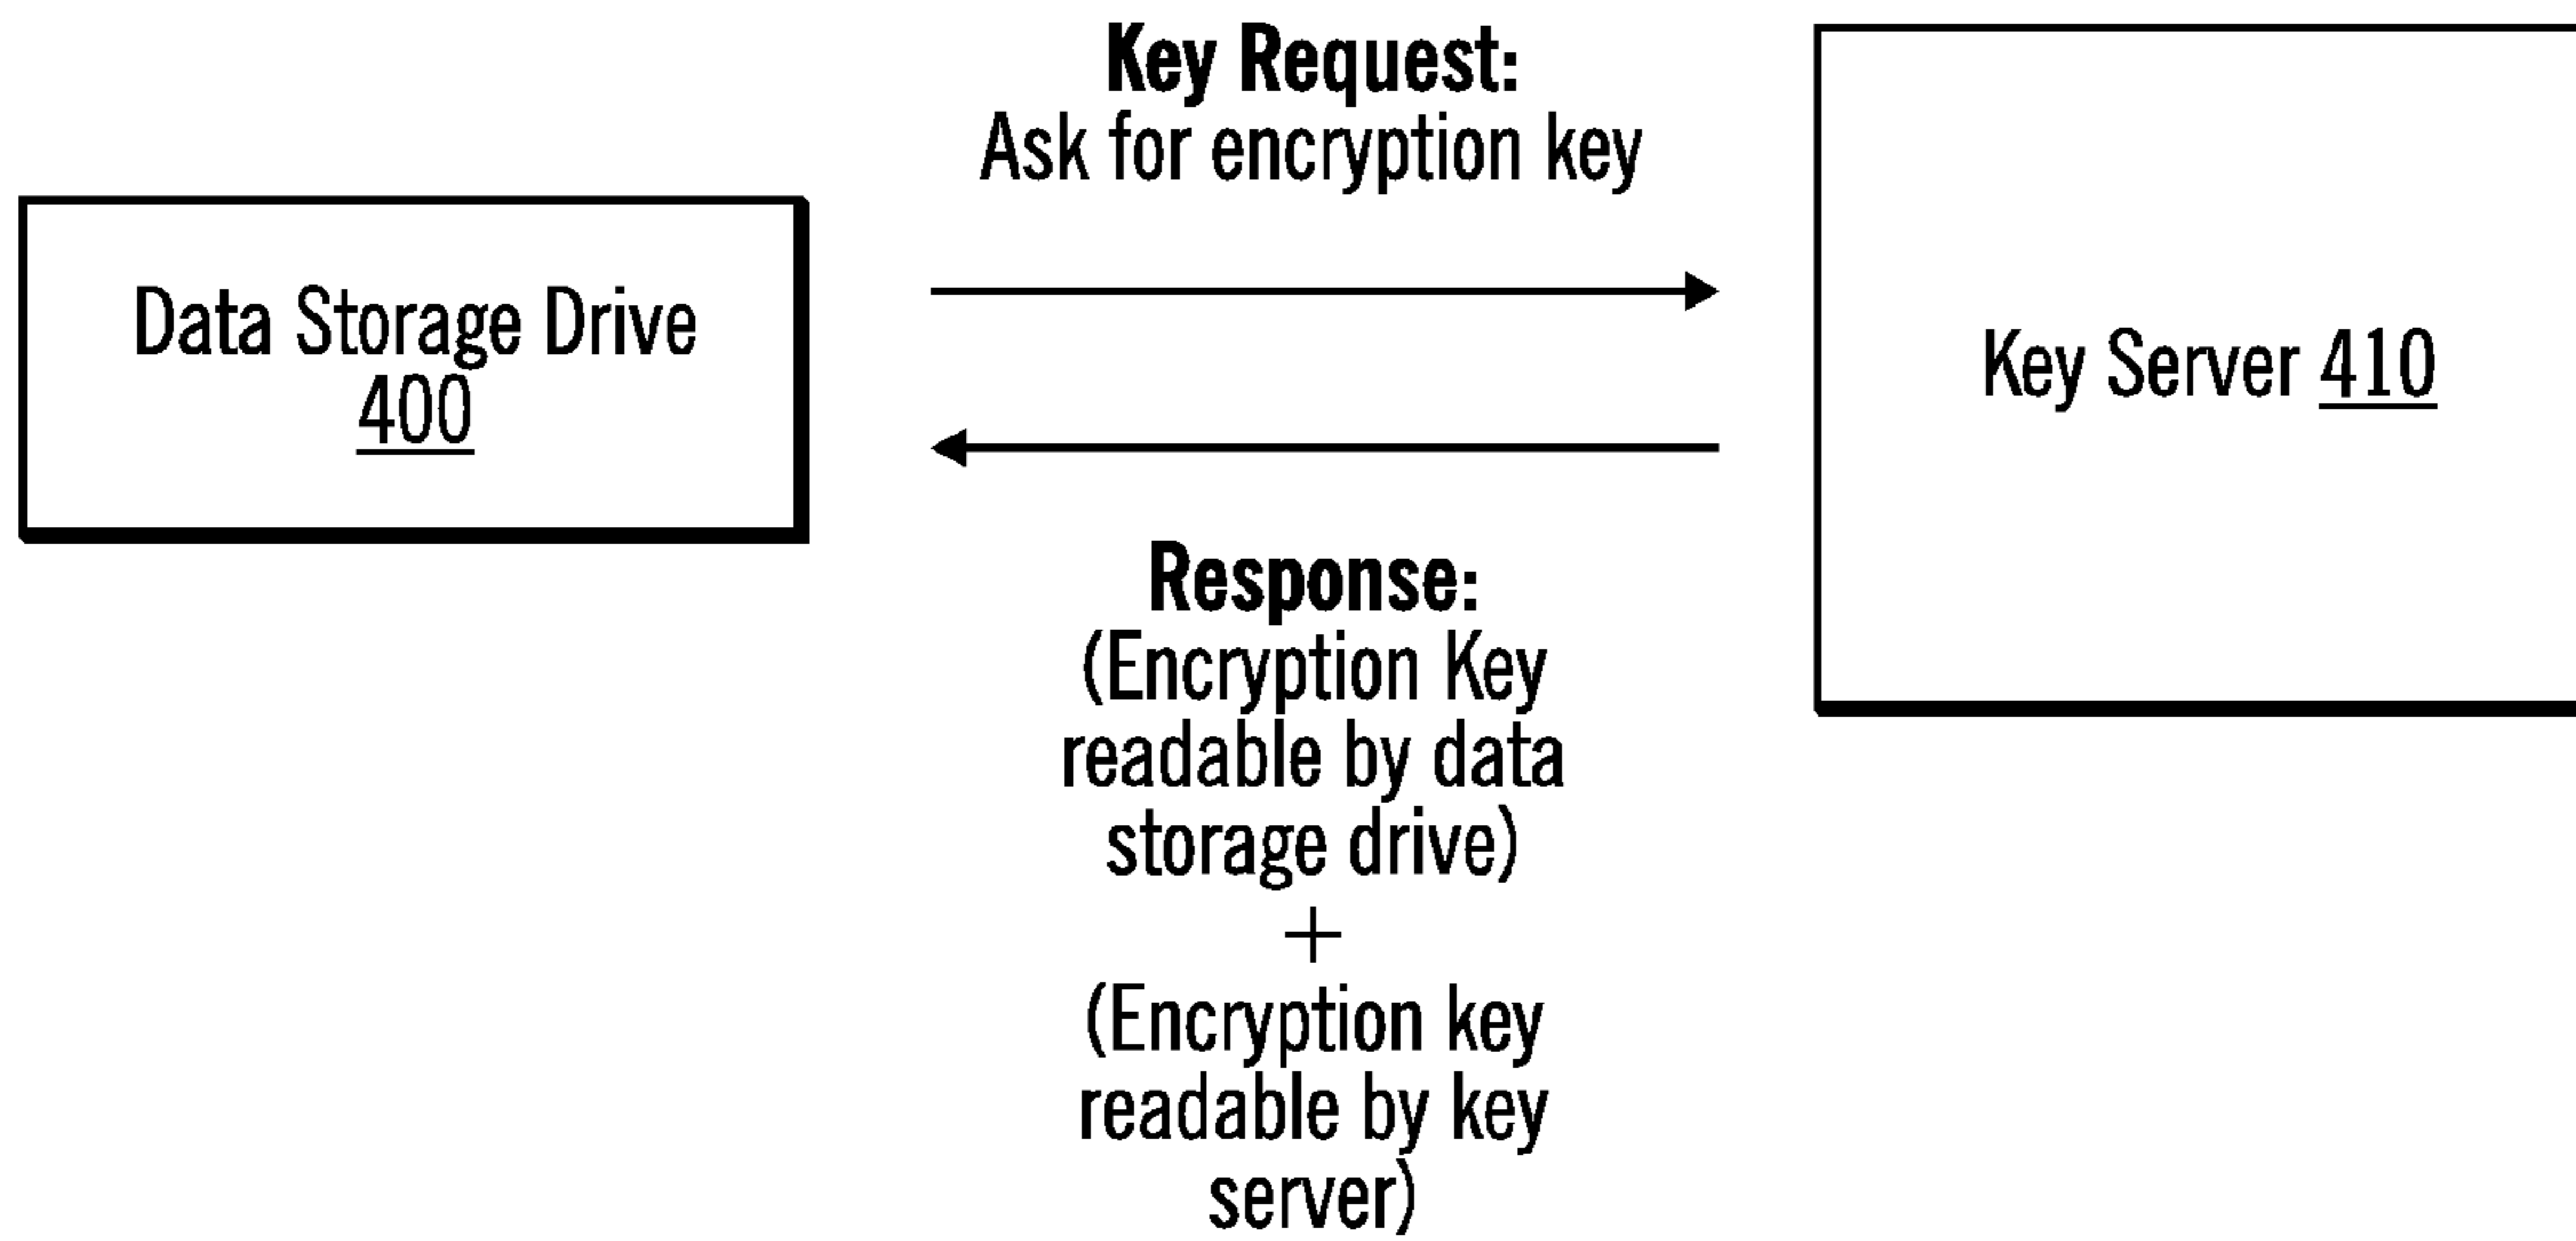 Key Request:
Ask for encryption key
Data Storage Drive
400
Key Server 410
Response:
(Encryption Key
readable by data
storage drive)
+
(Encryption key
readable by key
server)